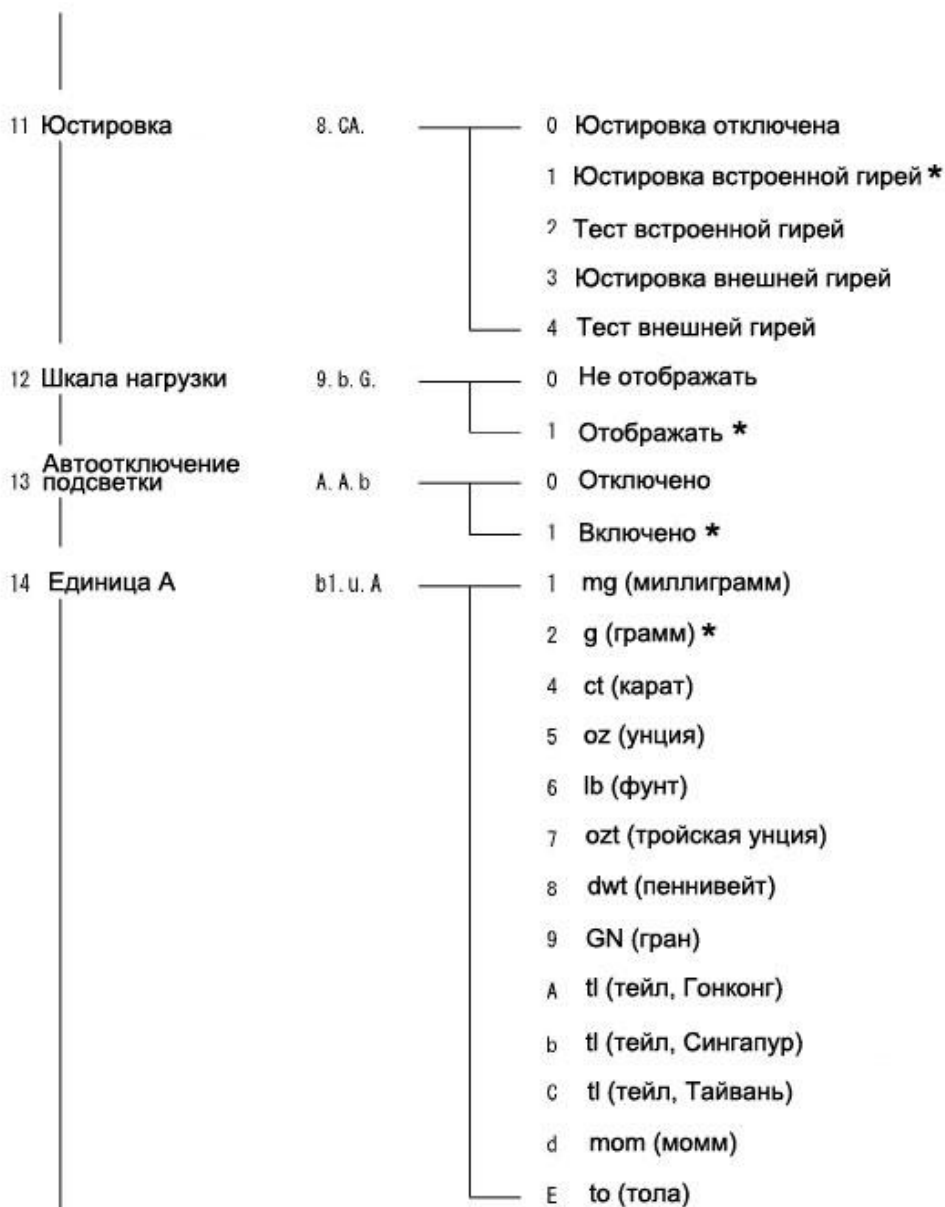 11 Юстировка 8. CA. 0 Юстировка отключена
1 Юстировка встроенной гирей *
2 Тест встроенной гирей
3 Юстировка внешней гирей
4 Тест внешней гирей
12 Шкала нагрузки 9. b. G. 0 Не отображать
1 Отображать *
Автоотключение
13 подсветки A. A. b 0 Отключено
1 Включено *
14 Единица А b1. u. A 1 mg (миллиграмм)
2 g (грамм) *
4 ct (карат)
5 oz (унция)
6 lb (фунт)
7 ozt (тройская унция)
8 dwt (пеннивейт)
9 GN (гран)
A tl (тейл, Гонконг)
b tl (тейл, Сингапур)
C tl (тейл, Тайвань)
d mom (момм)
E to (тола)